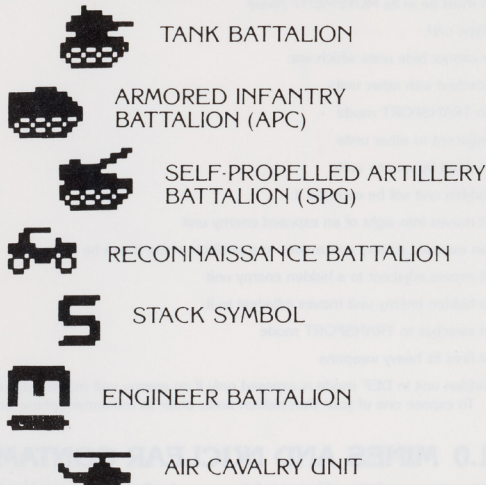 TANK BATTALION
ARMORED INFANTRY
BATTALION (APC)
SELF-PROPELLED ARTILLERY
BATTALION (SPG)
RECONNAISSANCE BATTALION
STACK SYMBOL
ENGINEER BATTALION
AIR CAVALRY UNIT